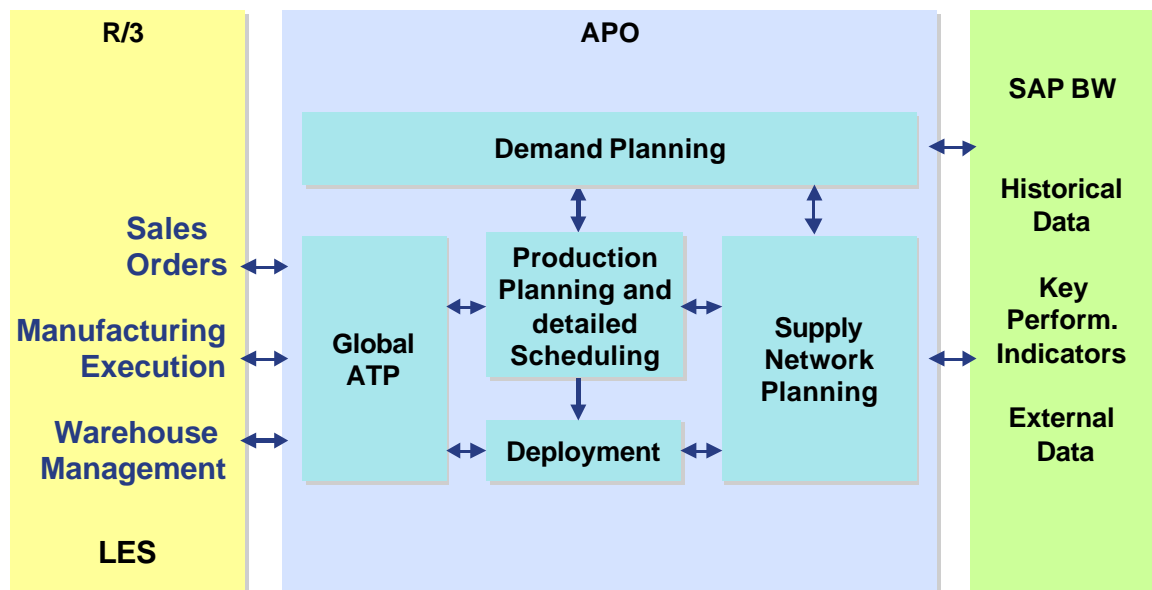 R/3
Sales
Orders
Manufacturing
Execution
Warehouse
Management
LES
APO
Demand Planning
Global
ATP
Production
Planning and
detailed
Scheduling
Deployment
Supply
Network
Planning
SAP BW
Historical
Data
Key
Perform.
Indicators
External
Data